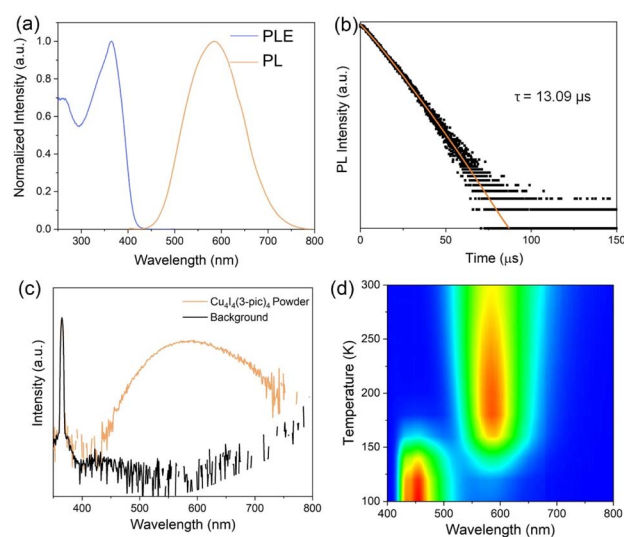 (a)
PLE
PL
Normalized Intensity (a.u.)
1.0
0.8
0.6
0.4
0.2
0.0
300 400 500 600 700 800
Wavelength (nm)
(b)
τ = 13.09 μs
PL Intensity (a.u.)
0 50 100 150
Time (μs)
(c)
Cu₄I₄(3-pic)₄ Powder
Background
Intensity (a.u.)
350 400 500 600 700 800
Wavelength (nm)
(d)
Temperature (K)
300
250
200
150
100
400 500 600 700 800
Wavelength (nm)